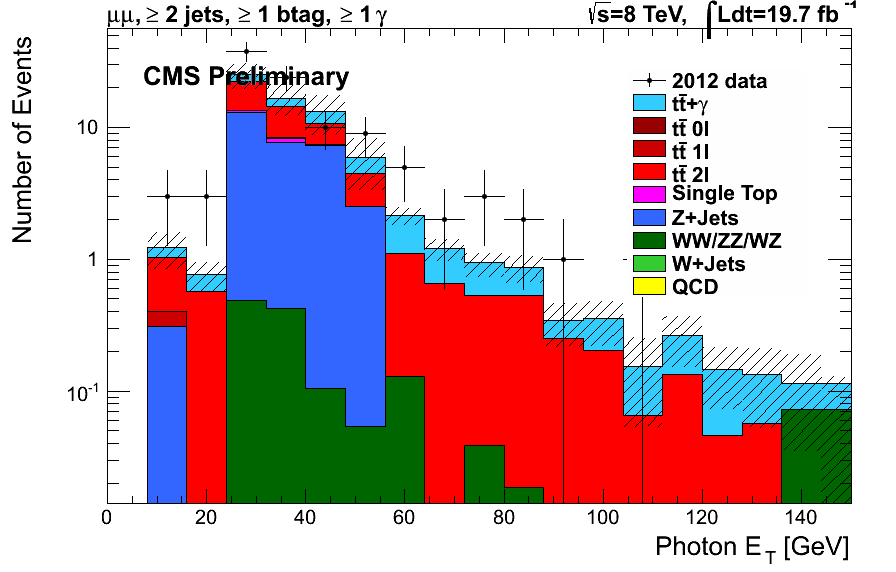 μμ, ≥ 2 jets, ≥ 1 btag, ≥ 1 γ
√s=8 TeV, ∫Ldt=19.7 fb⁻¹
CMS Preliminary
2012 data
tt̄+γ
tt̄ 0l
tt̄ 1l
tt̄ 2l
Single Top
Z+Jets
WW/ZZ/WZ
W+Jets
QCD
Number of Events
10
1
10⁻¹
0 20 40 60 80 100 120 140
Photon E_T [GeV]